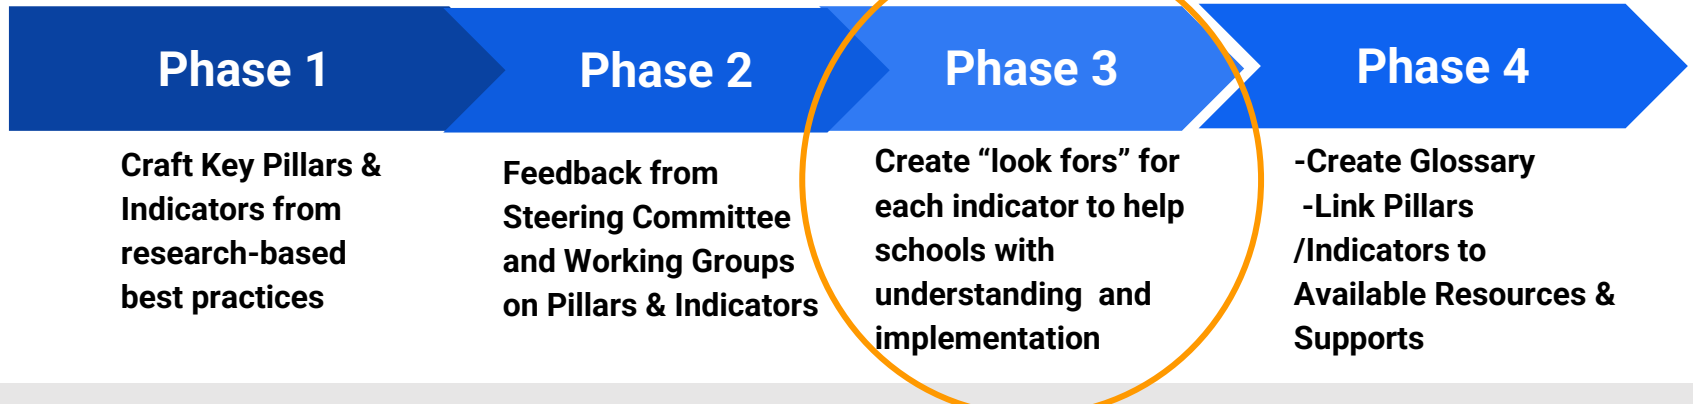 Phase 1
Craft Key Pillars &
Indicators from
research-based
best practices
Phase 2
Feedback from
Steering Committee
and Working Groups
on Pillars & Indicators
Phase 3
Create “look fors” for
each indicator to help
schools with
understanding  and
implementation
Phase 4
-Create Glossary
-Link Pillars
/Indicators to
Available Resources &
Supports